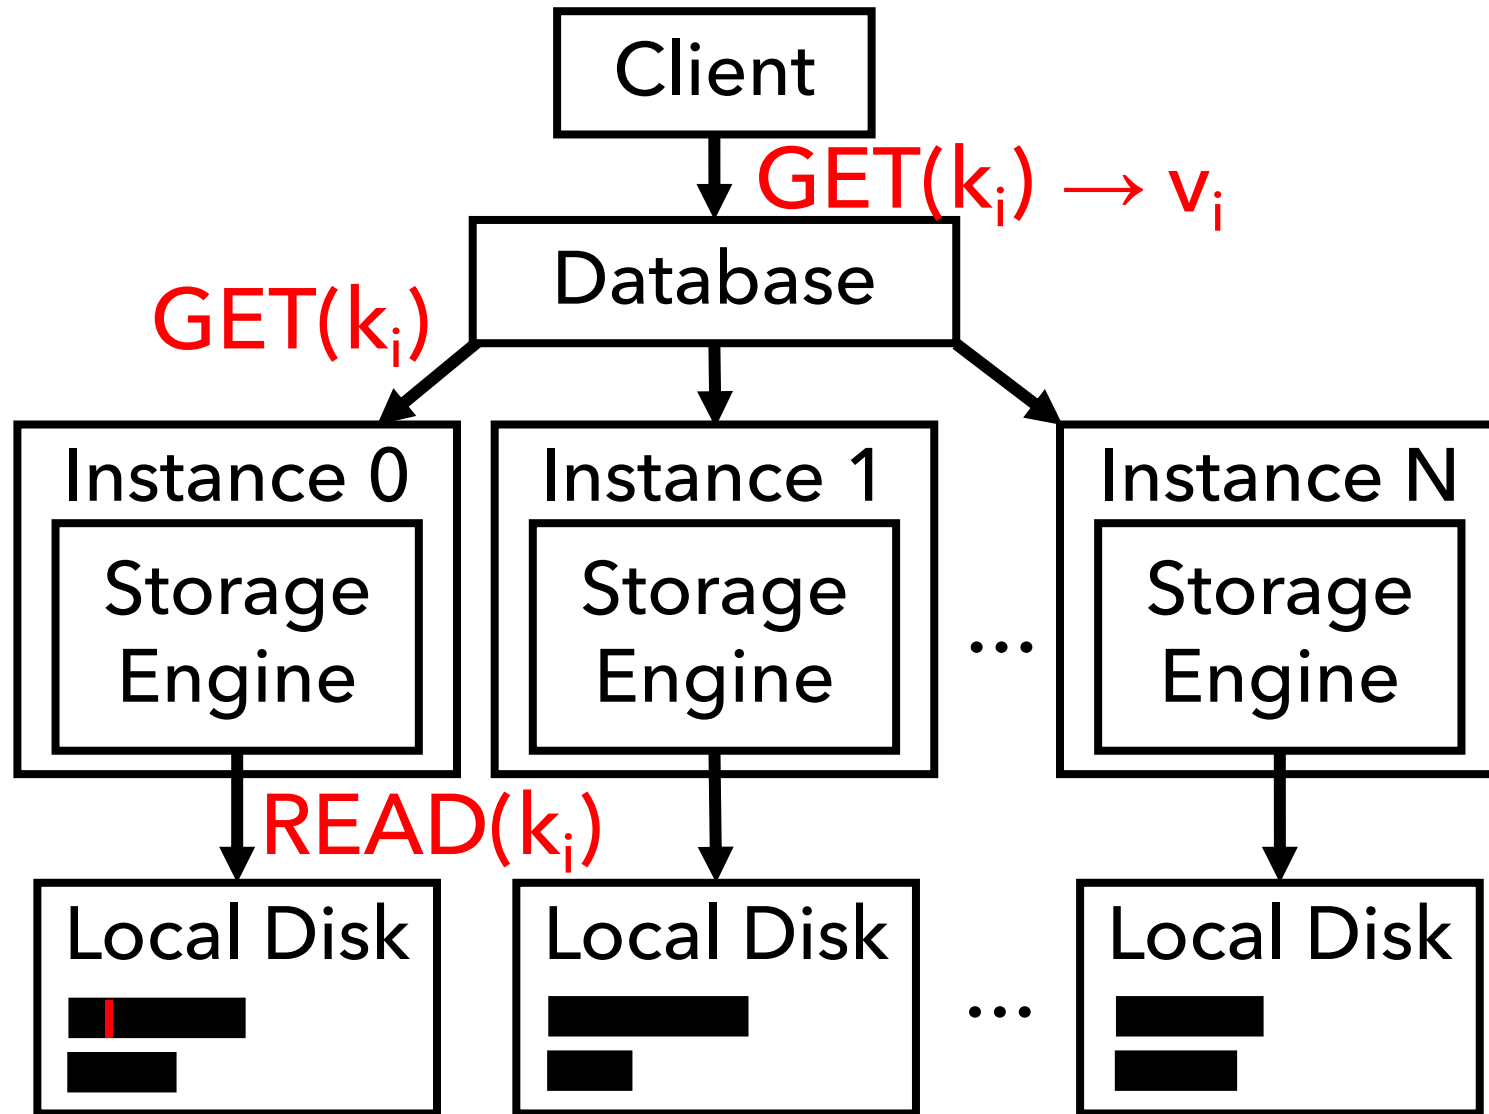 Client
GET(kᵢ) → vᵢ
Database
GET(kᵢ)
Instance 0
Instance 1
Instance N
Storage
Engine
Storage
Engine
...
Storage
Engine
READ(kᵢ)
Local Disk
Local Disk
...
Local Disk